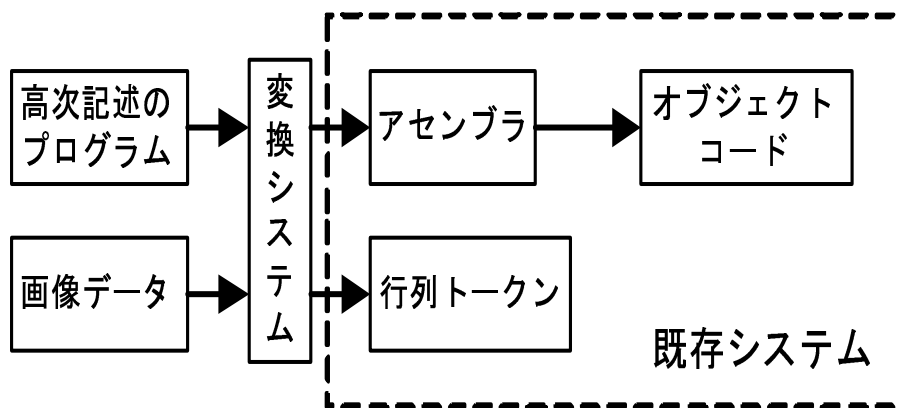 高次記述の
プログラム
変換システム
アセンブラ
オブジェクト
コード
画像データ
行列トークン
既存システム